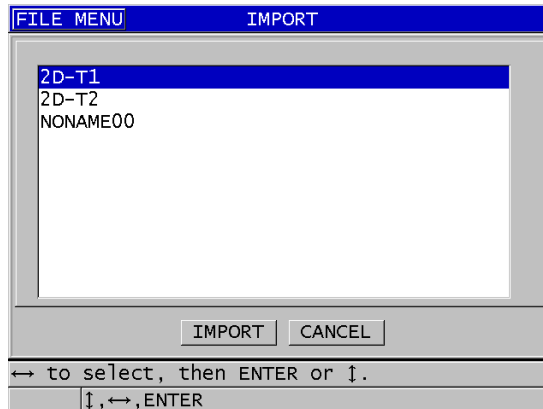 FILE MENU IMPORT
2D-T1
2D-T2
NONAME00
IMPORT CANCEL
↔ to select, then ENTER or ↕.
↕,↔,ENTER